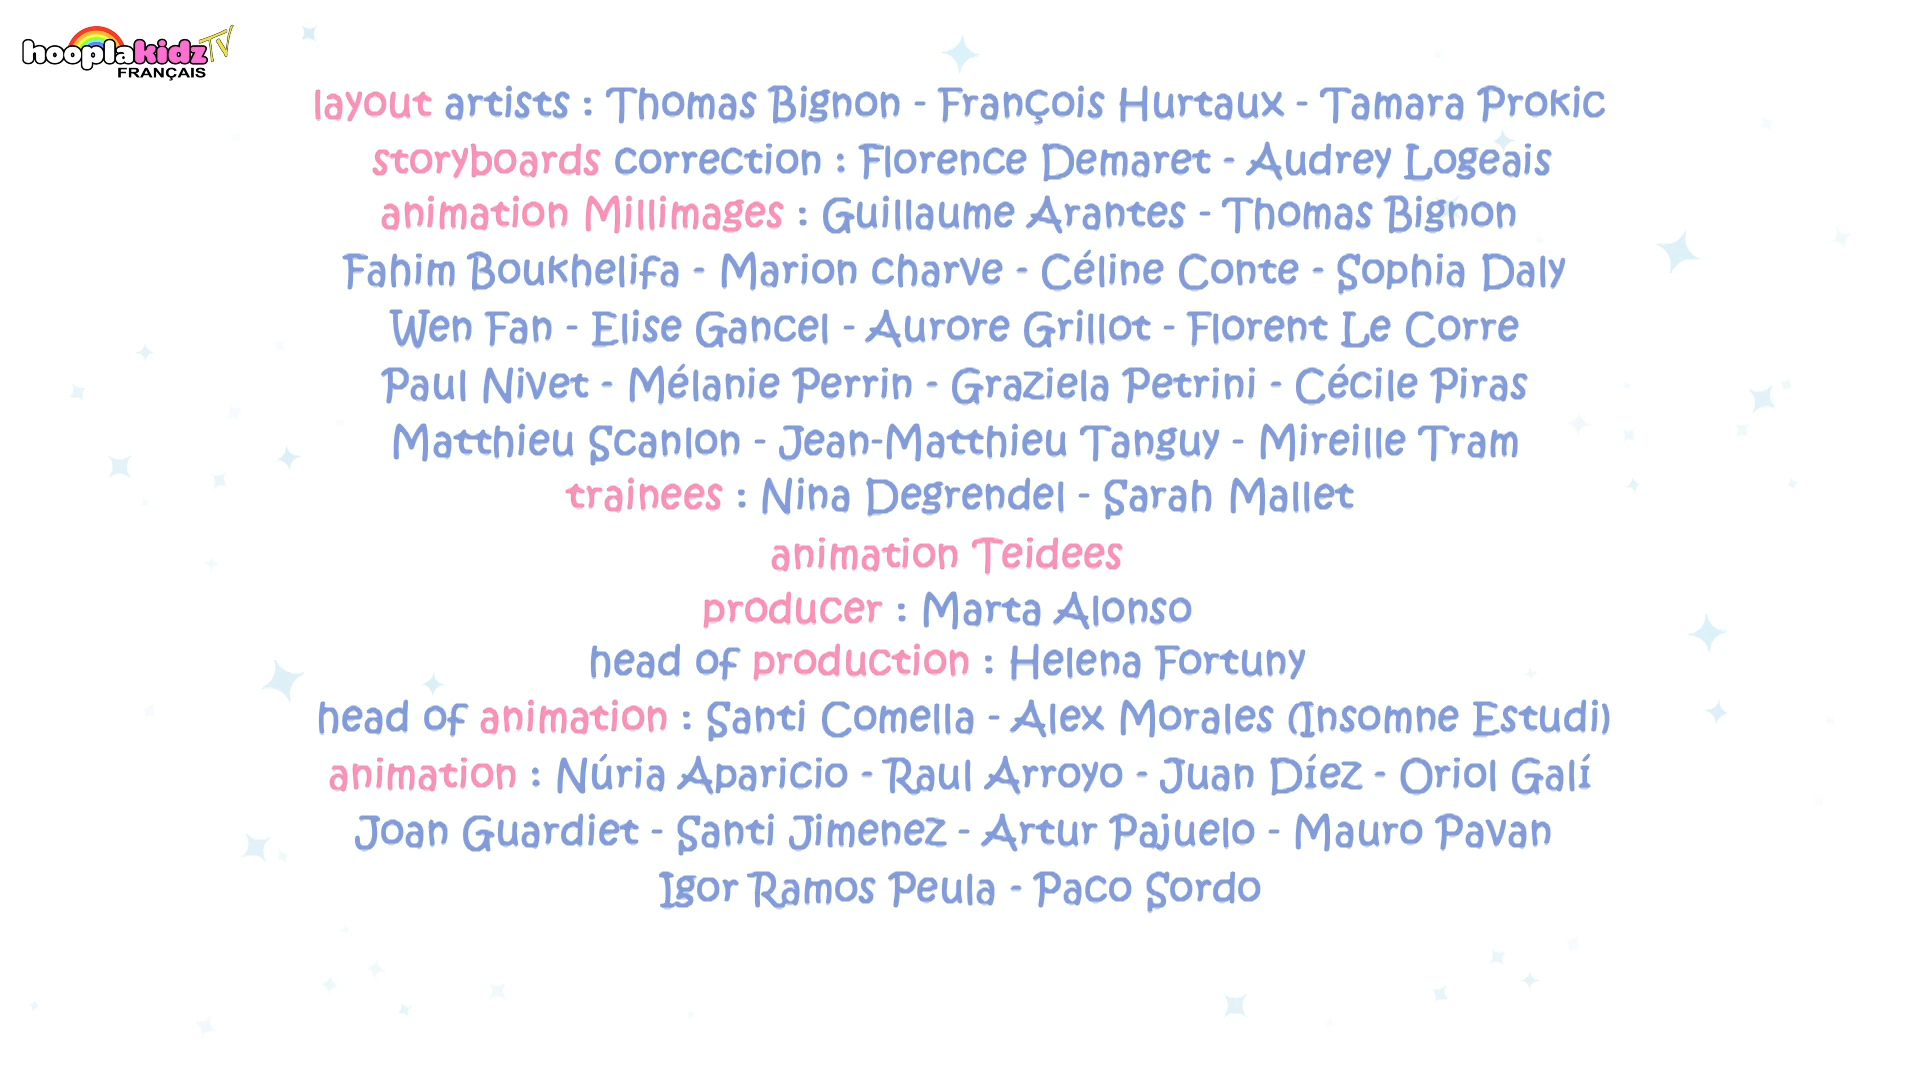 hooplakidz TV
FRANÇAIS
layout artists : Thomas Bignon - François Hurtaux - Tamara Prokic
storyboards correction : Florence Demaret - Audrey Logeais
animation Millimages : Guillaume Arantes - Thomas Bignon
Fahim Boukhelifa - Marion charve - Céline Conte - Sophia Daly
Wen Fan - Elise Gancel - Aurore Grillot - Florent Le Corre
Paul Nivet - Mélanie Perrin - Graziela Petrini - Cécile Piras
Matthieu Scanlon - Jean-Matthieu Tanguy - Mireille Tram
trainees : Nina Degrendel - Sarah Mallet
animation Teidees
producer : Marta Alonso
head of production : Helena Fortuny
head of animation : Santi Comella - Alex Morales (Insomne Estudi)
animation : Núria Aparicio - Raul Arroyo - Juan Díez - Oriol Galí
Joan Guardiet - Santi Jimenez - Artur Pajuelo - Mauro Pavan
Igor Ramos Peula - Paco Sordo